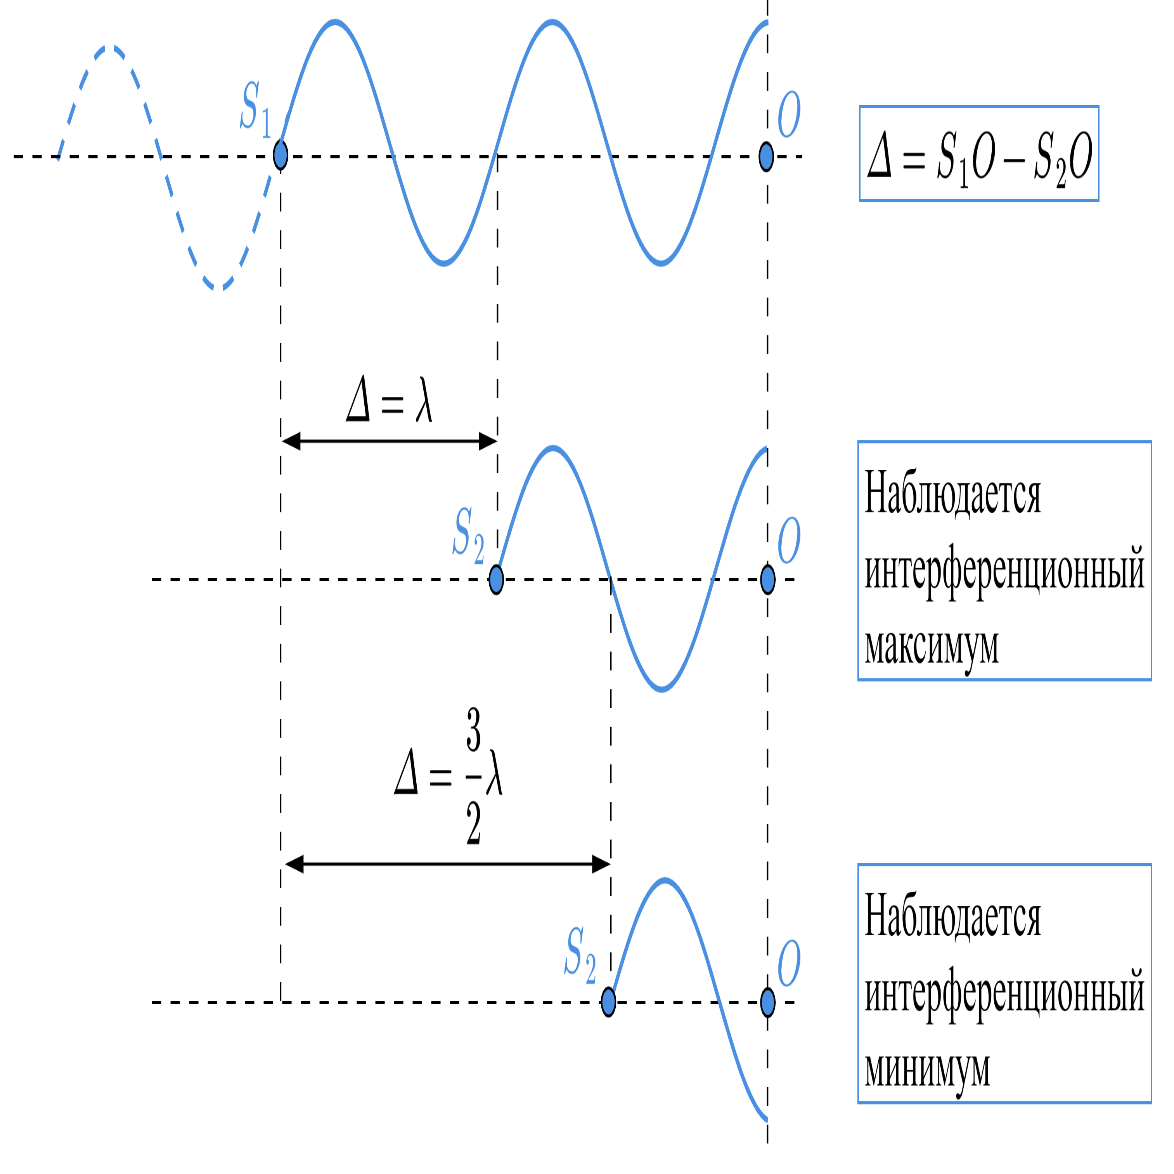 S₁
O
Δ = S₁O – S₂O
Δ = λ
S₂
O
Наблюдается
интерференционный
максимум
Δ = 3/2 λ
S₂
O
Наблюдается
интерференционный
минимум